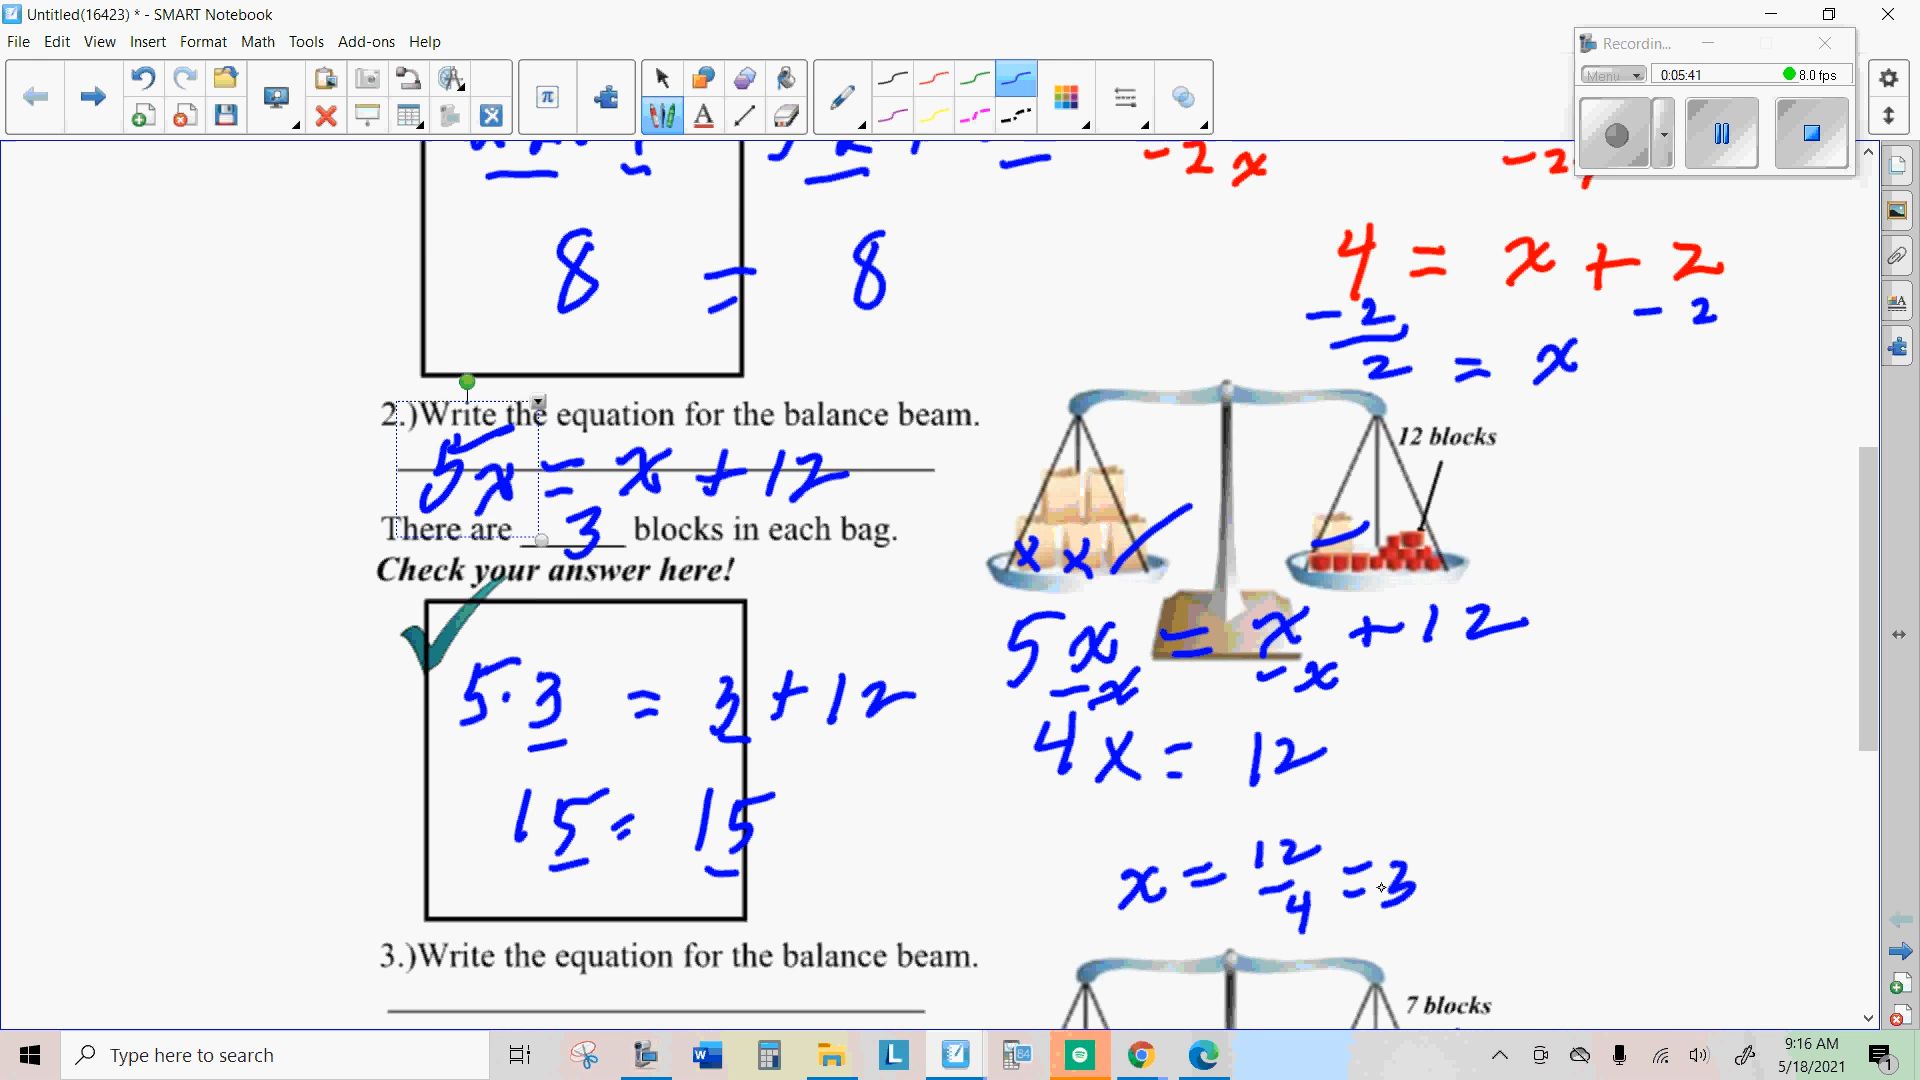 Untitled(16423) * - SMART Notebook
File Edit View Insert Format Math Tools Add-ons Help
Recordin...
Menu 0:05:41 8.0 fps
π
A
-2x -2
8 = 8
4 = x + 2
-2 -2
2 = x
2.)Write the equation for the balance beam.
12 blocks
5x = x + 12
There are 3 blocks in each bag.
Check your answer here!
x x
5x = x + 12
-x -x
5·3 = 3 + 12
4x = 12
15 = 15
x = 12/4 = 3
3.)Write the equation for the balance beam.
7 blocks
Type here to search
W L 84
9:16 AM
5/18/2021
1